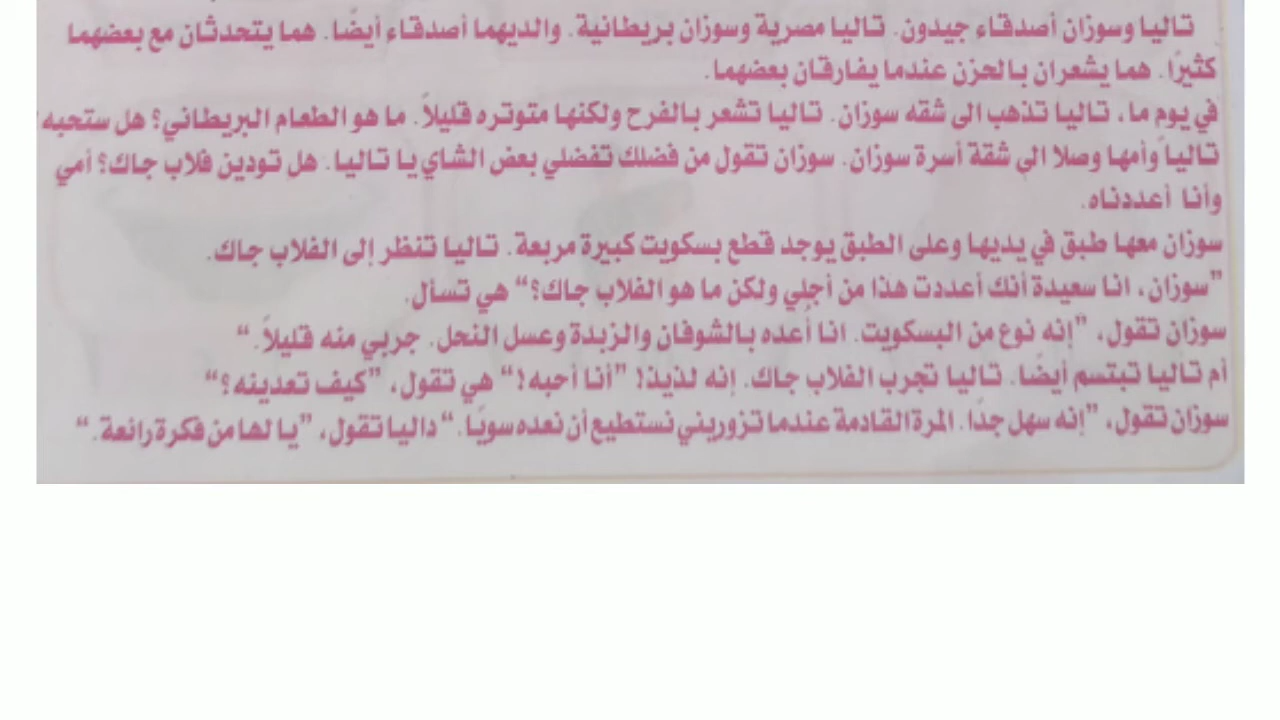 تاليا وسوزان أصدقاء جيدون. تاليا مصرية وسوزان بريطانية. والديهما أصدقاء أيضًا. هما يتحدثان مع بعضهما
كثيرًا. هما يشعران بالحزن عندما يفارقان بعضهما.
في يوم ما، تاليا تذهب الى شقه سوزان. تاليا تشعر بالفرح ولكنها متوتره قليلاً. ما هو الطعام البريطاني؟ هل ستحبه
تاليا وأمها وصلا الى شقة أسرة سوزان. سوزان تقول من فضلك تفضلي بعض الشاي يا تاليا. هل تودين فلاب جاك؟ أمي
وأنا أعددناه.
سوزان معها طبق في يديها وعلى الطبق يوجد قطع بسكويت كبيرة مربعة. تاليا تنظر إلى الفلاب جاك.
"سوزان، انا سعيدة أنك أعددت هذا من أجلي ولكن ما هو الفلاب جاك؟" هي تسأل.
سوزان تقول، "إنه نوع من البسكويت. انا أعده بالشوفان والزبدة وعسل النحل. جربي منه قليلاً."
أم تاليا تبتسم أيضًا. تاليا تجرب الفلاب جاك. إنه لذيذ! "أنا أحبه!" هي تقول، "كيف تعدينه؟"
سوزان تقول، "إنه سهل جدًا. المرة القادمة عندما تزوريني نستطيع أن نعده سويًا." داليا تقول، "يا لها من فكرة رائعة."